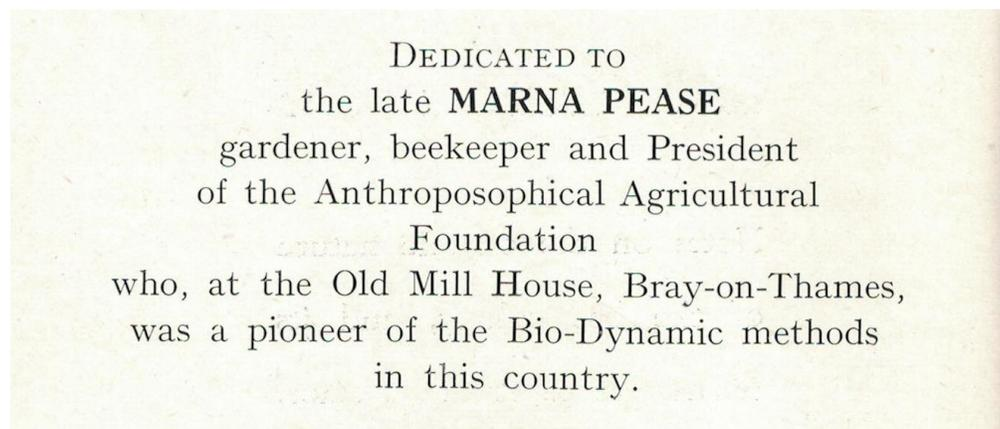 DEDICATED TO
the late MARNA PEASE
gardener, beekeeper and President
of the Anthroposophical Agricultural
Foundation
who, at the Old Mill House, Bray-on-Thames,
was a pioneer of the Bio-Dynamic methods
in this country.